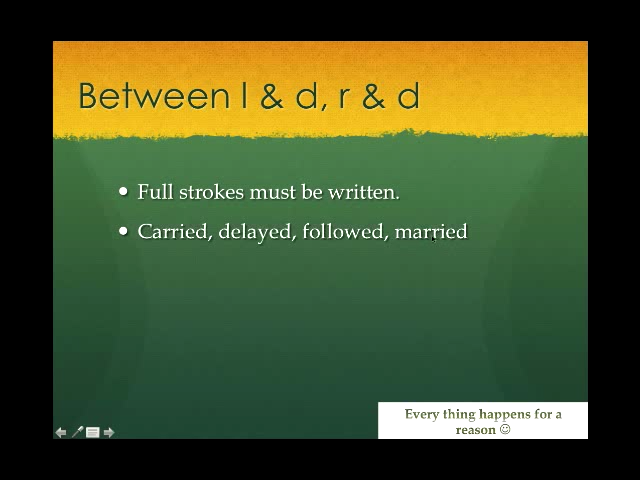 Between l & d, r & d
• Full strokes must be written.
• Carried, delayed, followed, married
Every thing happens for a
reason ☺